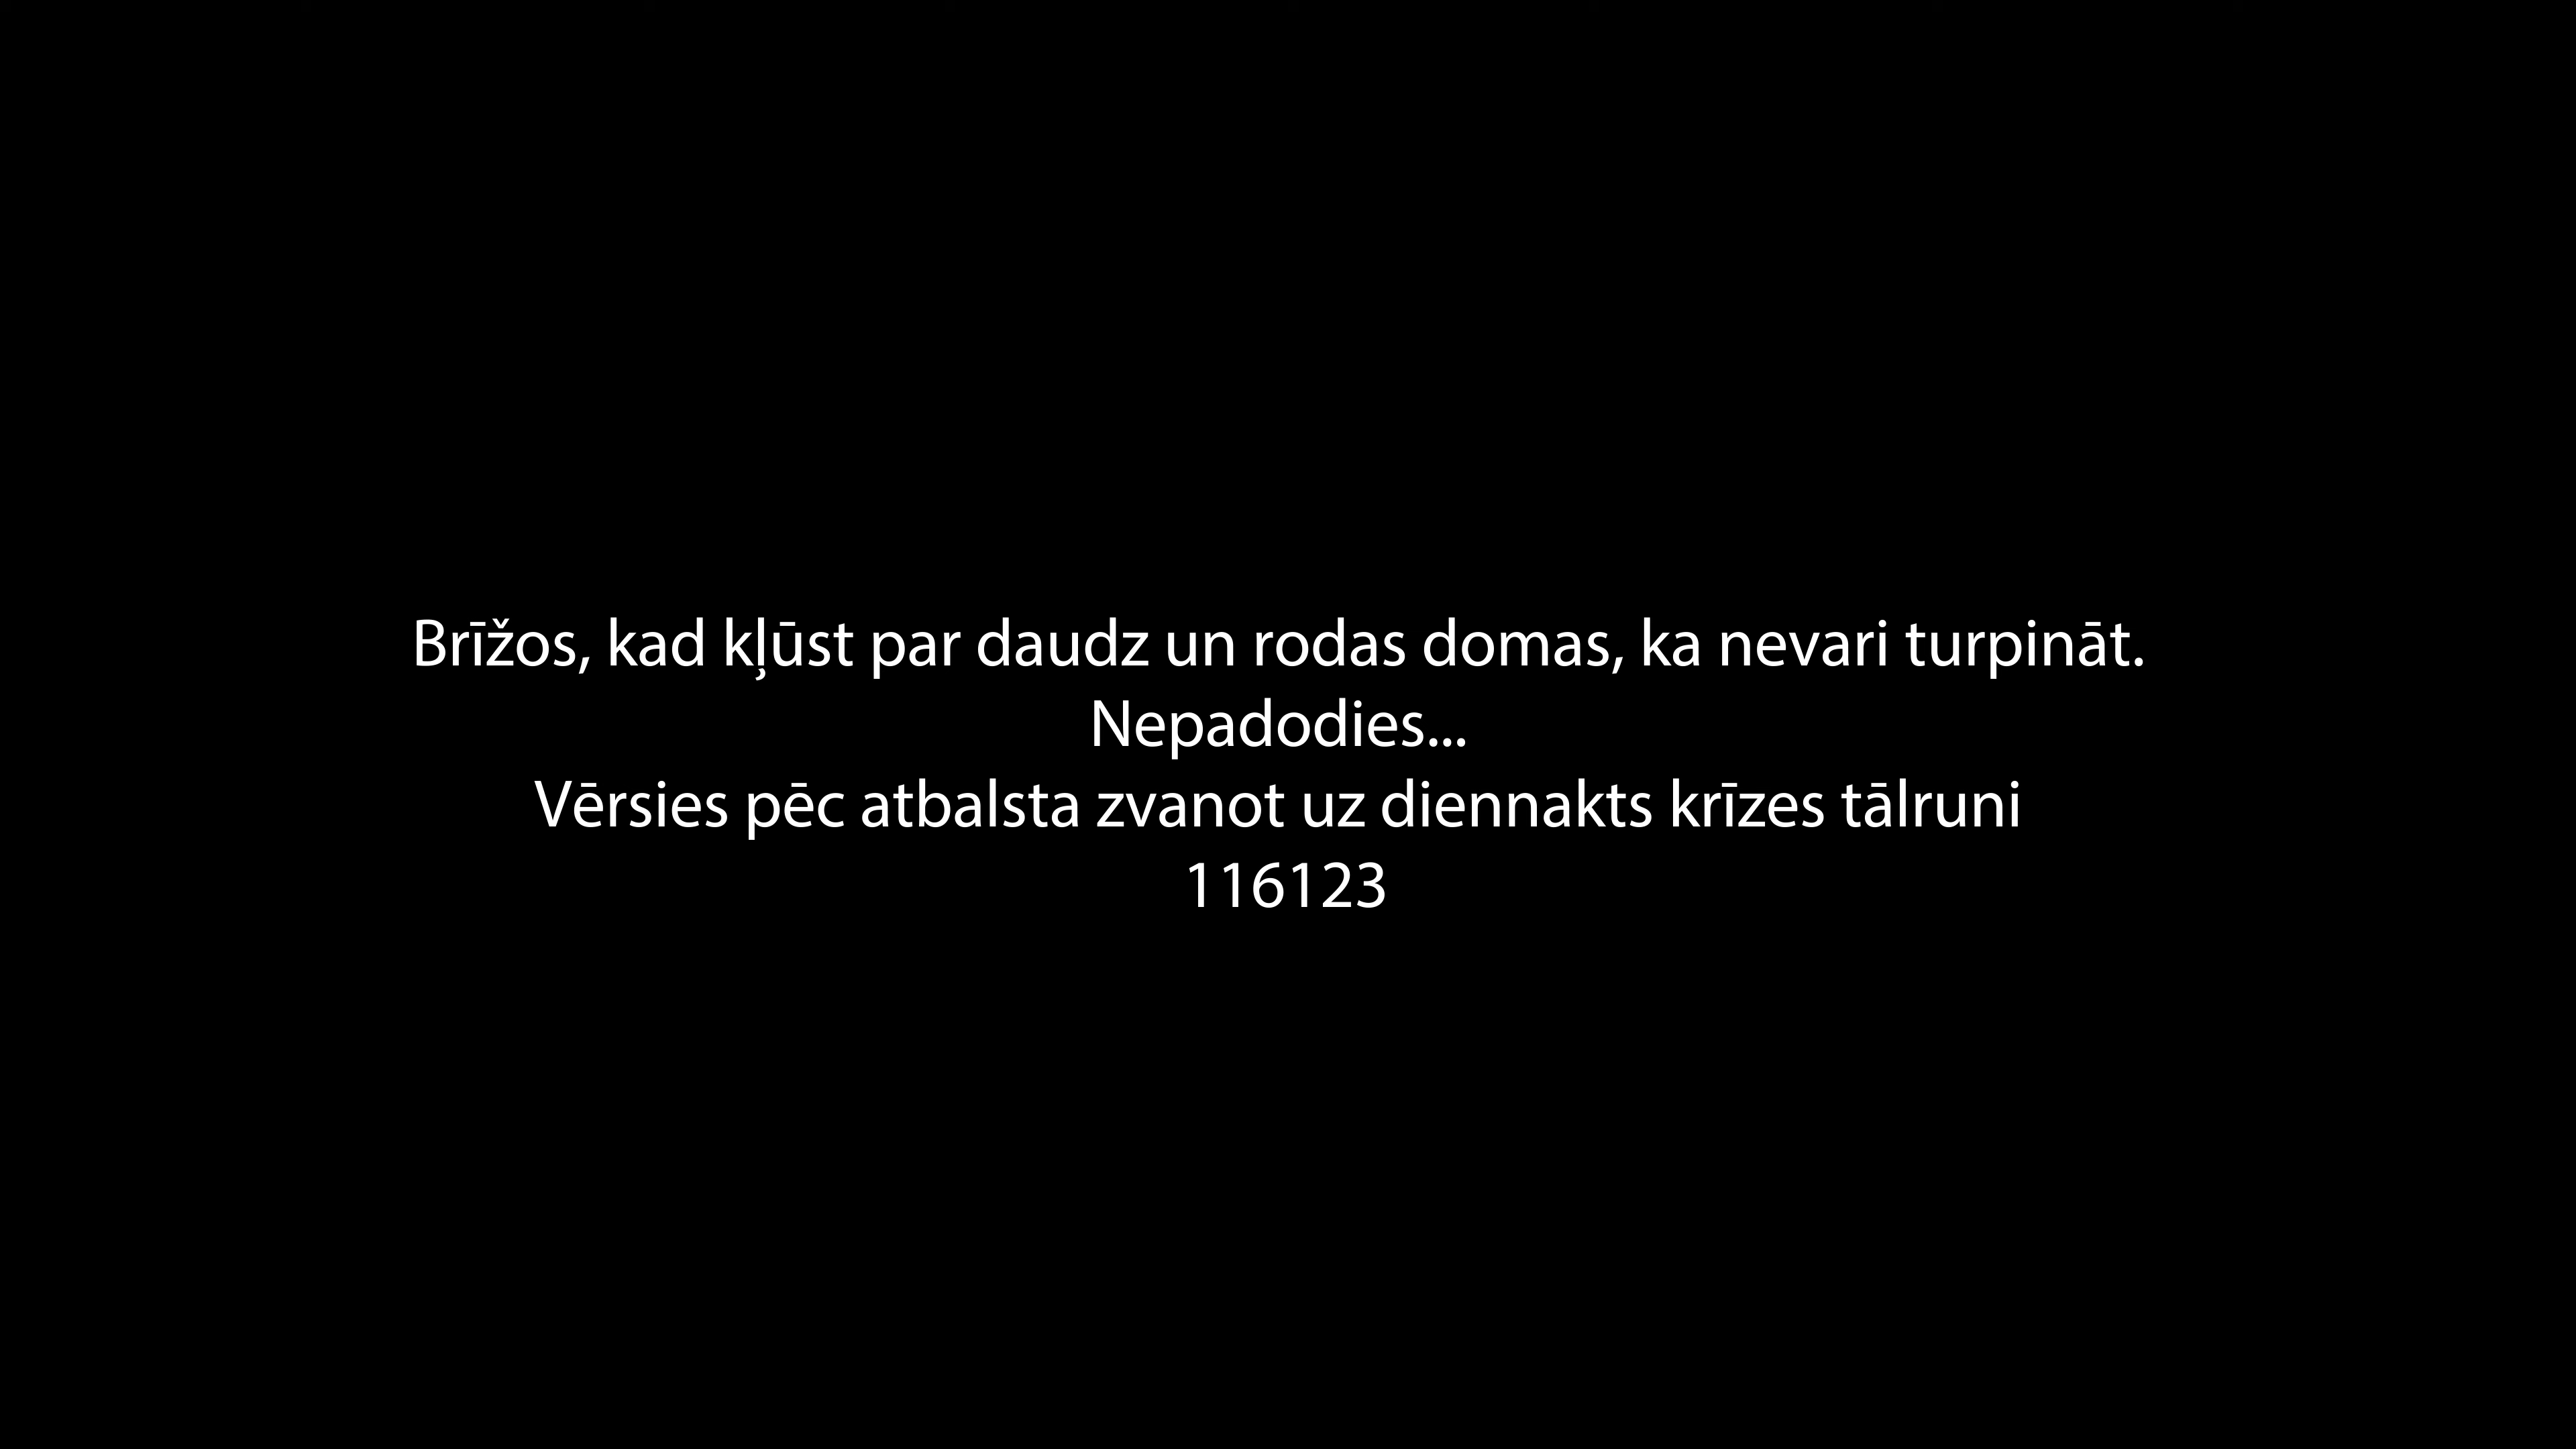 Brīžos, kad kļūst par daudz un rodas domas, ka nevari turpināt.
Nepadodies...
Vērsies pēc atbalsta zvanot uz diennakts krīzes tālruni
116123